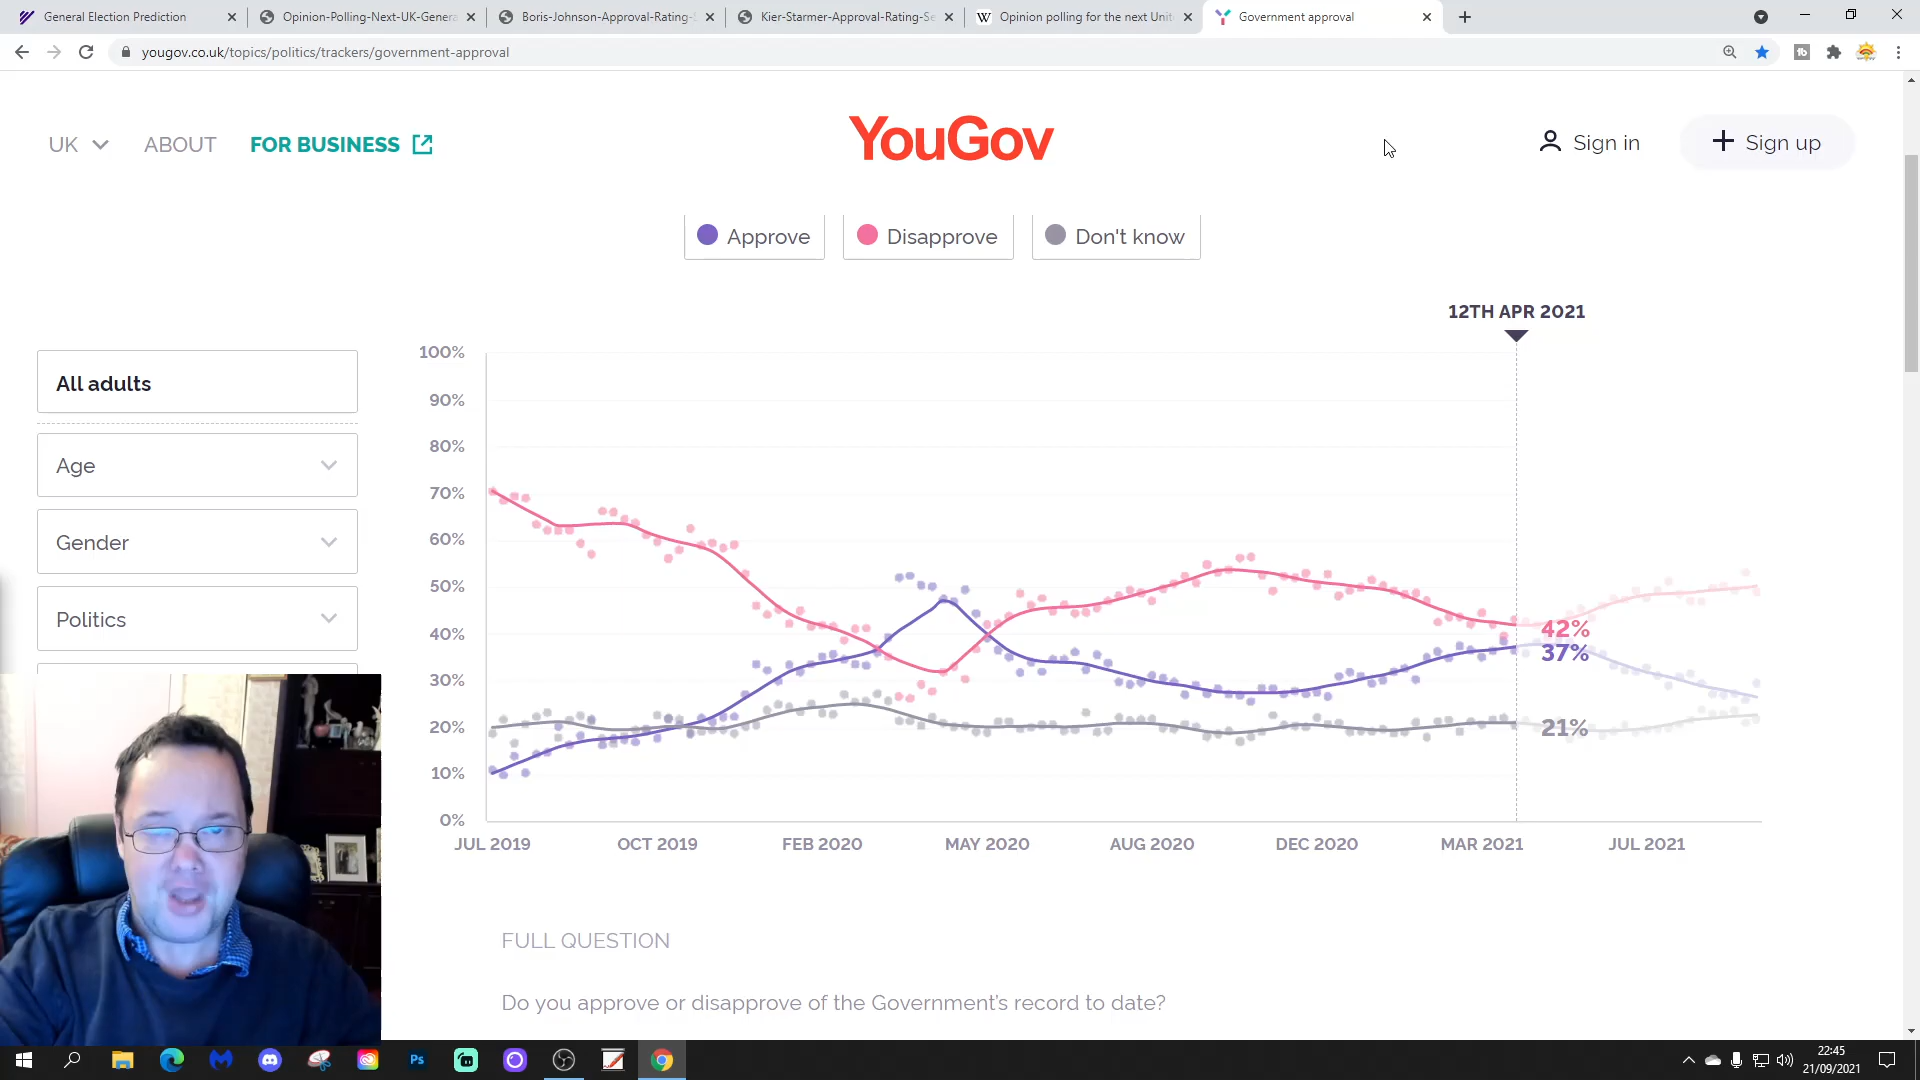 General Election Prediction
Opinion-Polling-Next-UK-Genera
Boris-Johnson-Approval-Rating-
Kier-Starmer-Approval-Rating-Se
W Opinion polling for the next Unit
Government approval
yougov.co.uk/topics/politics/trackers/government-approval
UK ABOUT FOR BUSINESS
YouGov
Sign in
Sign up
Approve Disapprove Don't know
12TH APR 2021
100%
90%
80%
70%
60%
50%
40%
30%
20%
10%
0%
42%
37%
21%
JUL 2019 OCT 2019 FEB 2020 MAY 2020 AUG 2020 DEC 2020 MAR 2021 JUL 2021
All adults
Age
Gender
Politics
FULL QUESTION
Do you approve or disapprove of the Government's record to date?
Ps
22:45
21/09/2021